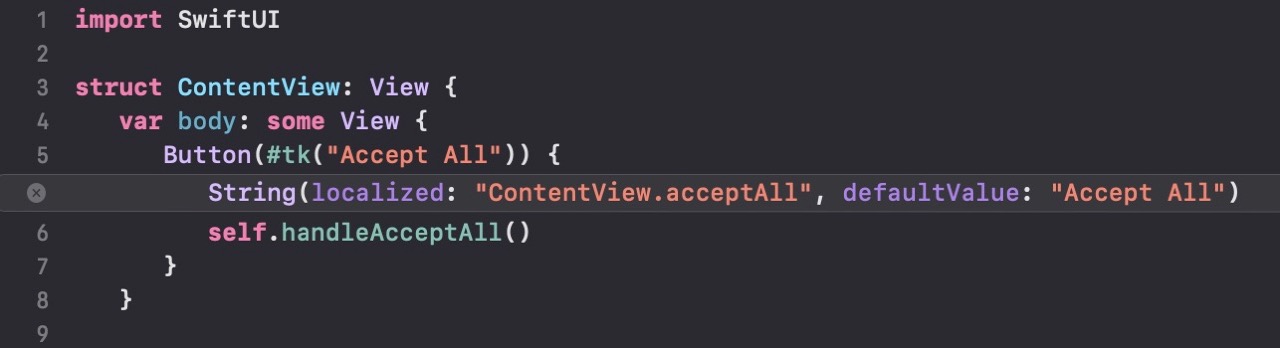 1 import SwiftUI
2
3 struct ContentView: View {
4 var body: some View {
5 Button(#tk("Accept All")) {
String(localized: "ContentView.acceptAll", defaultValue: "Accept All")
6 self.handleAcceptAll()
7 }
8 }
9